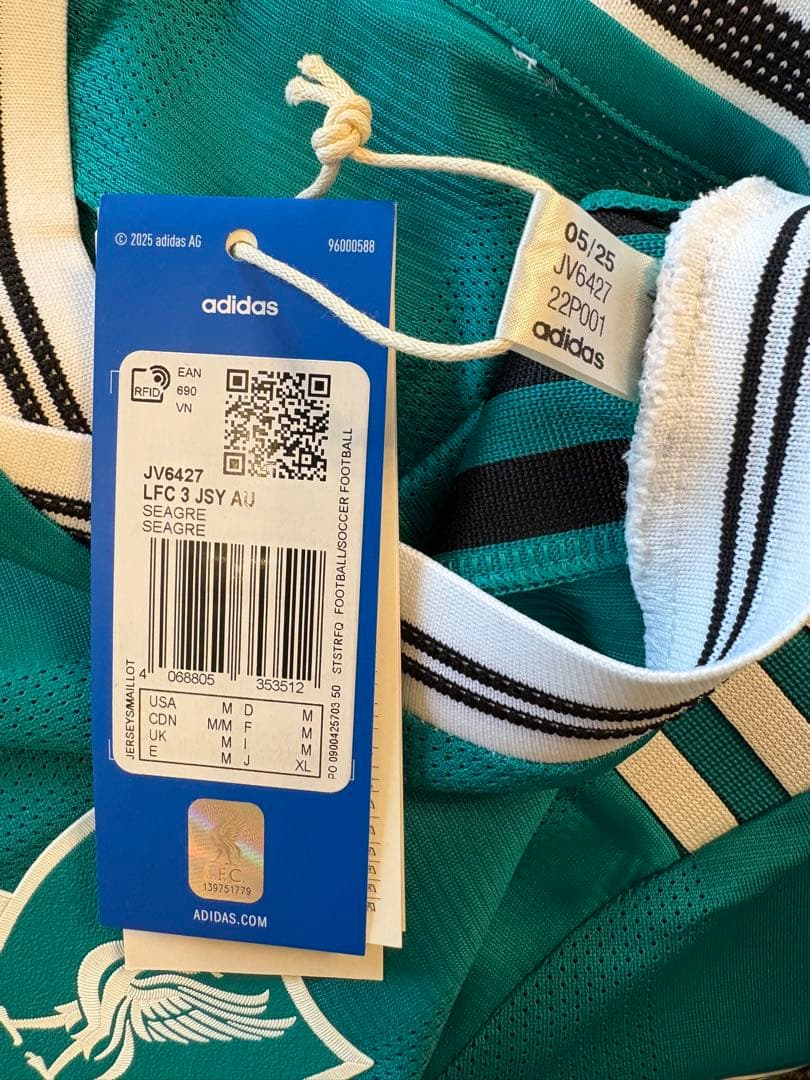 © 2025 adidas AG
96000588
adidas
RFID
EAN
690
VN
JV6427
LFC 3 JSY AU
SEAGRE
SEAGRE
4 068805 353512
JERSEYS/MAILLOT
PO 0900425703 50 STSTRFQ FOOTBALL/SOCCER FOOTBALL
USA M D M
CDN M/M F M
UK M I M
E M J XL
L.F.C.
139751779
ADIDAS.COM
05/25
JV6427
22P001
adidas